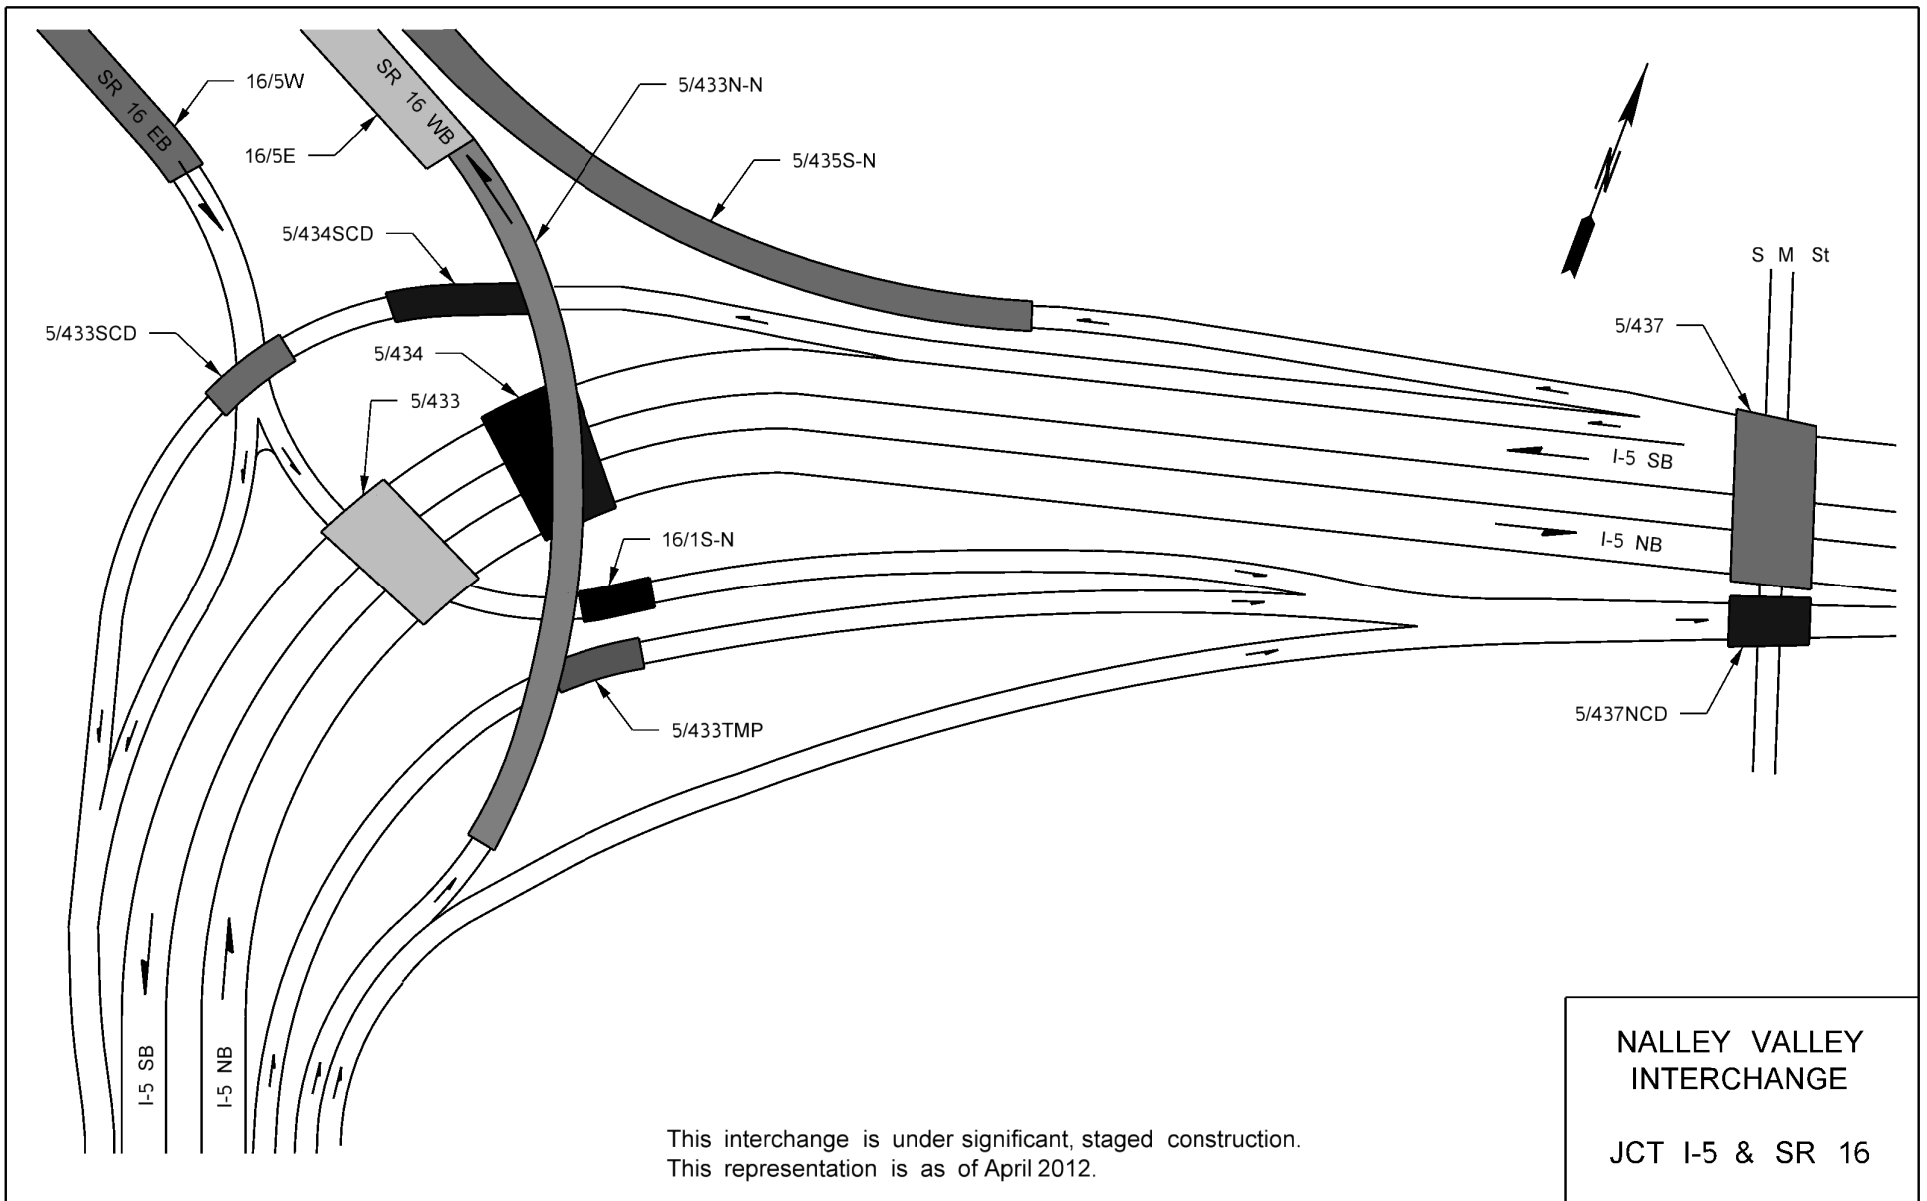 SR 16 EB
16/5W
SR 16 WB
5/433N-N
16/5E
5/435S-N
N
5/434SCD
S M St
5/433SCD
5/434
5/437
5/433
I-5 SB
16/1S-N
I-5 NB
5/433TMP
5/437NCD
I-5 SB
I-5 NB
NALLEY VALLEY
INTERCHANGE
JCT I-5 & SR 16
This interchange is under significant, staged construction.
This representation is as of April 2012.